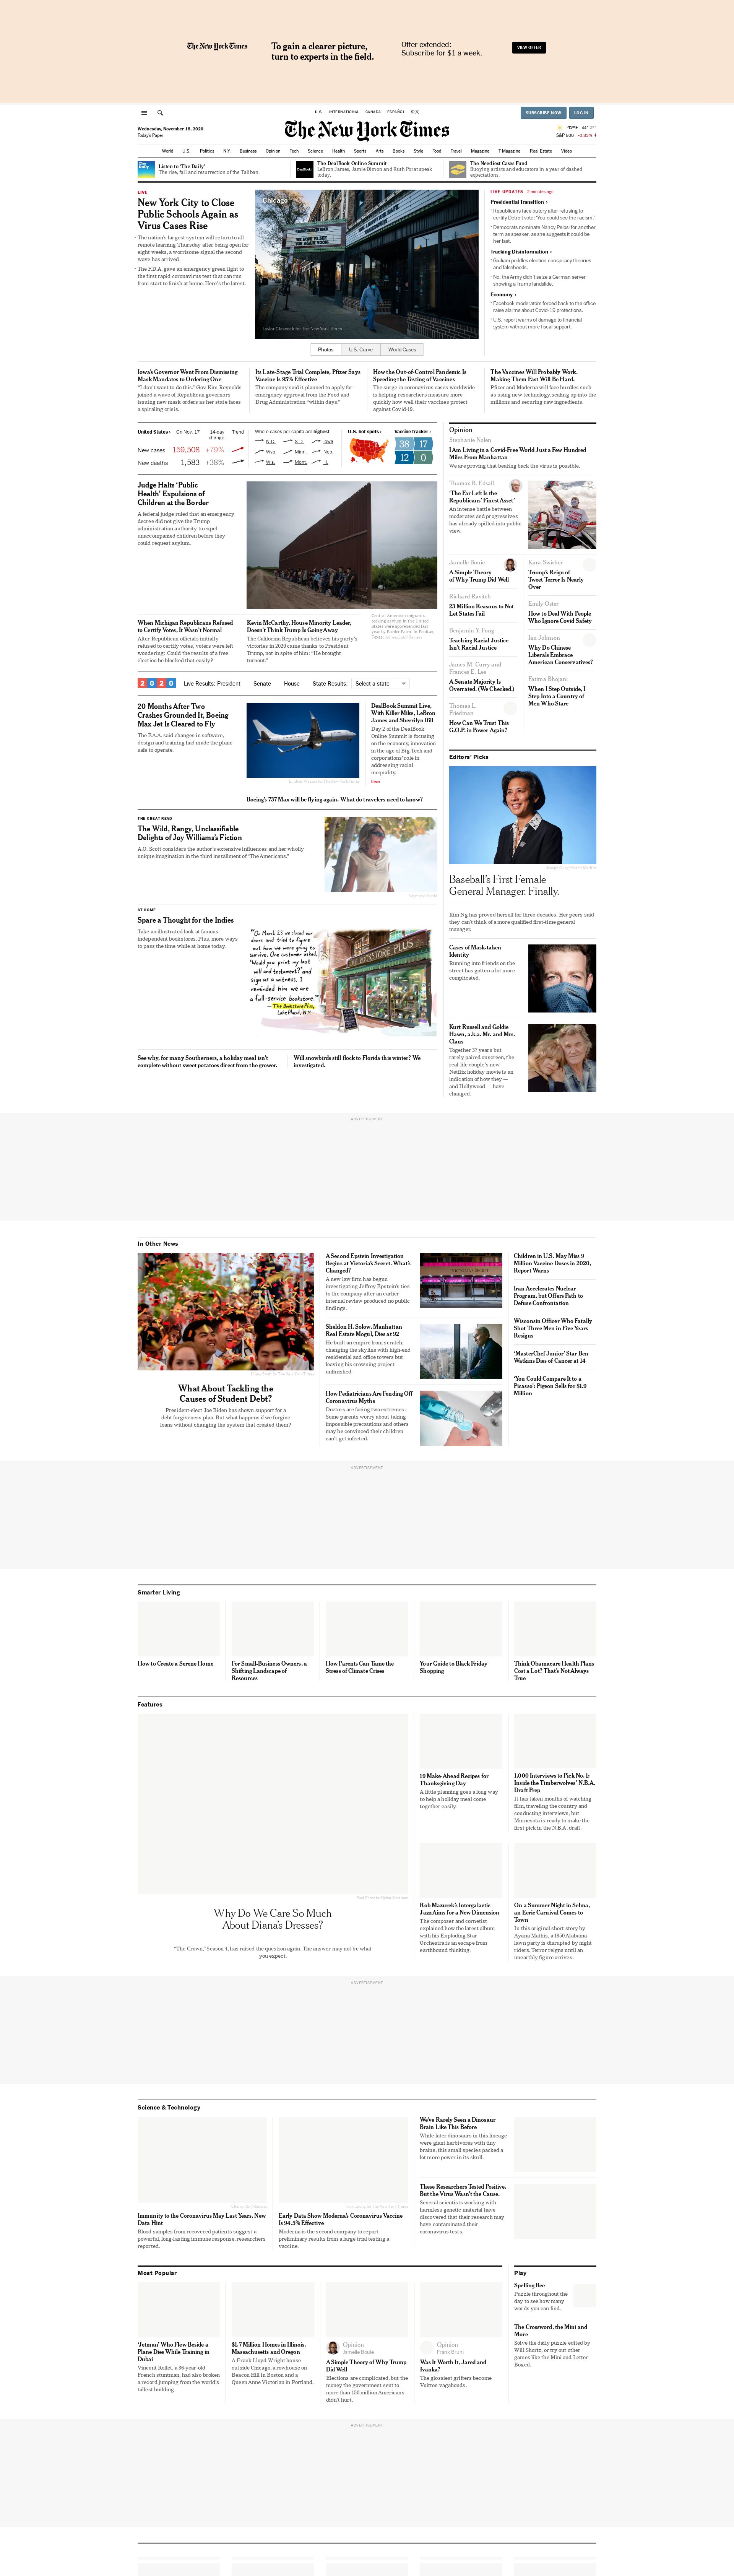 The New York Times
To gain a clearer picture,
turn to experts in the field.
Offer extended:
Subscribe for $1 a week.
VIEW OFFER
U.S. INTERNATIONAL CANADA ESPAÑOL 中文
SUBSCRIBE NOW
LOG IN
Wednesday, November 18, 2020
Today's Paper
The New York Times
42°F 44° 27°
S&P 500 -0.83%
World U.S. Politics N.Y. Business Opinion Tech Science Health Sports Arts Books Style Food Travel Magazine T Magazine Real Estate Video
Listen to 'The Daily'
The rise, fall and resurrection of the Taliban.
The DealBook Online Summit
LeBron James, Jamie Dimon and Ruth Porat speak
today.
The Neediest Cases Fund
Busying actors and educators in a year of dashed
expectations.
LIVE
New York City to Close
Public Schools Again as
Virus Cases Rise
The nation's largest system will return to all-
remote learning Thursday after being open for
eight weeks, a worrisome signal the second
wave has arrived.
The F.D.A. gave an emergency green light to
the first rapid coronavirus test that can run
from start to finish at home. Here's the latest.
Chicago
Taylor Glascock for The New York Times
Photos
U.S. Curve
World Cases
LIVE UPDATES 2 minutes ago
Presidential Transition ›
Republicans face outcry after refusing to
certify Detroit vote: 'You could see the racism.'
Democrats nominate Nancy Pelosi for another
term as speaker, as she suggests it could be
her last.
Tracking Disinformation ›
Giuliani peddles election conspiracy theories
and falsehoods.
No, the Army didn't seize a German server
showing a Trump landslide.
Economy ›
Facebook moderators forced back to the office
raise alarms about Covid-19 protections.
U.S. report warns of damage to financial
system without more fiscal support.
Iowa's Governor Went From Dismissing
Mask Mandates to Ordering One
"I don't want to do this." Gov. Kim Reynolds
joined a wave of Republican governors
issuing new mask orders as her state faces
a spiraling crisis.
Its Late-Stage Trial Complete, Pfizer Says
Vaccine Is 95% Effective
The company said it planned to apply for
emergency approval from the Food and
Drug Administration "within days."
How the Out-of-Control Pandemic Is
Speeding the Testing of Vaccines
The surge in coronavirus cases worldwide
is helping researchers measure more
quickly how well their vaccines protect
against Covid-19.
The Vaccines Will Probably Work.
Making Them Fast Will Be Hard.
Pfizer and Moderna will face hurdles such
as using new technology, scaling up into the
millions and securing new ingredients.
United States › On Nov. 17 14-day
change Trend
New cases 159,508 +79%
New deaths 1,583 +38%
Where cases per capita are highest
N.D. S.D. Iowa
Wyo. Minn. Neb.
Wis. Mont. Ill.
U.S. hot spots ›
Vaccine tracker ›
38 17
12 0
Judge Halts 'Public
Health' Expulsions of
Children at the Border
A federal judge ruled that an emergency
decree did not give the Trump
administration authority to expel
unaccompanied children before they
could request asylum.
Central American migrants
seeking asylum in the United
States were apprehended last
year by Border Patrol in Penitas,
Texas.
When Michigan Republicans Refused
to Certify Votes, It Wasn't Normal
After Republican officials initially
refused to certify votes, voters were left
wondering: Could the results of a free
election be blocked that easily?
Kevin McCarthy, House Minority Leader,
Doesn't Think Trump Is Going Away
The California Republican believes his party's
victories in 2020 came thanks to President
Trump, not in spite of him: "He brought
turnout."
2020
Live Results: President Senate House State Results: Select a state
20 Months After Two
Crashes Grounded It, Boeing
Max Jet Is Cleared to Fly
The F.A.A. said changes in software,
design and training had made the plane
safe to operate.
DealBook Summit Live,
With Killer Mike, LeBron
James and Sherrilyn Ifill
Day 2 of the DealBook
Online Summit is focusing
on the economy, innovation
in the age of Big Tech and
corporations' role in
addressing racial
inequality.
Live
Boeing's 737 Max will be flying again. What do travelers need to know?
THE GREAT READ
The Wild, Rangy, Unclassifiable
Delights of Joy Williams's Fiction
A.O. Scott considers the author's extensive influences and her wholly
unique imagination in the third installment of "The Americans."
AT HOME
Spare a Thought for the Indies
Take an illustrated look at famous
independent bookstores. Plus, more ways
to pass the time while at home today.
On March 23 we closed our
doors and tried to figure
out how we were going to
survive. One customer asked,
"Would you print my last
will and testament?" and
sign as a witness. I
reminded him we are
a full-service bookstore."
—The Bookstore Plus,
Lake Placid, N.Y.
BOOKSTORE PLUS
See why, for many Southerners, a holiday meal isn't
complete without sweet potatoes direct from the grower.
Will snowbirds still flock to Florida this winter? We
investigated.
Opinion
Stephanie Nolen
I Am Living in a Covid-Free World Just a Few Hundred
Miles From Manhattan
We are proving that beating back the virus is possible.
Thomas B. Edsall
'The Far Left Is the
Republicans' Finest Asset'
An intense battle between
moderates and progressives
has already spilled into public
view.
Jamelle Bouie
A Simple Theory
of Why Trump Did Well
Richard Ravitch
23 Million Reasons to Not
Let States Fail
Benjamin Y. Fong
Teaching Racial Justice
Isn't Racial Justice
James M. Curry and
Frances E. Lee
A Senate Majority Is
Overrated. (We Checked.)
Thomas L.
Friedman
How Can We Trust This
G.O.P. in Power Again?
Kara Swisher
Trump's Reign of
Tweet Terror Is Nearly
Over
Emily Oster
How to Deal With People
Who Ignore Covid Safety
Ian Johnson
Why Do Chinese
Liberals Embrace
American Conservatives?
Fatima Bhojani
When I Step Outside, I
Step Into a Country of
Men Who Stare
Editors' Picks
Baseball's First Female
General Manager. Finally.
Kim Ng has proved herself for three decades. Her peers said
they can't think of a more qualified first-time general
manager.
Cases of Mask-taken
Identity
Running into friends on the
street has gotten a lot more
complicated.
Kurt Russell and Goldie
Hawn, a.k.a. Mr. and Mrs.
Claus
Together 37 years but
rarely paired onscreen, the
real-life couple's new
Netflix holiday movie is an
indication of how they —
and Hollywood — have
changed.
ADVERTISEMENT
In Other News
What About Tackling the
Causes of Student Debt?
President-elect Joe Biden has shown support for a
debt forgiveness plan. But what happens if we forgive
loans without changing the system that created them?
A Second Epstein Investigation
Begins at Victoria's Secret. What's
Changed?
A new law firm has begun
investigating Jeffrey Epstein's ties
to the company after an earlier
internal review produced no public
findings.
Sheldon H. Solow, Manhattan
Real Estate Mogul, Dies at 92
He built an empire from scratch,
changing the skyline with high-end
residential and office towers but
leaving his crowning project
unfinished.
How Pediatricians Are Fending Off
Coronavirus Myths
Doctors are facing two extremes:
Some parents worry about taking
impossible precautions and others
may be convinced their children
can't get infected.
Children in U.S. May Miss 9
Million Vaccine Doses in 2020,
Report Warns
Iran Accelerates Nuclear
Program, but Offers Path to
Defuse Confrontation
Wisconsin Officer Who Fatally
Shot Three Men in Five Years
Resigns
'MasterChef Junior' Star Ben
Watkins Dies of Cancer at 14
'You Could Compare It to a
Picasso': Pigeon Sells for $1.9
Million
ADVERTISEMENT
Smarter Living
How to Create a Serene Home
For Small-Business Owners, a
Shifting Landscape of
Resources
How Parents Can Tame the
Stress of Climate Crises
Your Guide to Black Friday
Shopping
Think Obamacare Health Plans
Cost a Lot? That's Not Always
True
Features
Why Do We Care So Much
About Diana's Dresses?
"The Crown," Season 4, has raised the question again. The answer may not be what
you expect.
19 Make-Ahead Recipes for
Thanksgiving Day
A little planning goes a long way
to help a holiday meal come
together easily.
1,000 Interviews to Pick No. 1:
Inside the Timberwolves' N.B.A.
Draft Prep
It has taken months of watching
film, traveling the country and
conducting interviews, but
Minnesota is ready to make the
first pick in the N.B.A. draft.
Rob Mazurek's Intergalactic
Jazz Aims for a New Dimension
The composer and cornetist
explained how the latest album
with his Exploding Star
Orchestra is an escape from
earthbound thinking.
On a Summer Night in Selma,
an Eerie Carnival Comes to
Town
In this original short story by
Ayana Mathis, a 1950 Alabama
lawn party is disrupted by night
riders. Terror reigns until an
unearthly figure arrives.
ADVERTISEMENT
Science & Technology
Immunity to the Coronavirus May Last Years, New
Data Hint
Blood samples from recovered patients suggest a
powerful, long-lasting immune response, researchers
reported.
Early Data Show Moderna's Coronavirus Vaccine
Is 94.5% Effective
Moderna is the second company to report
preliminary results from a large trial testing a
vaccine.
We've Rarely Seen a Dinosaur
Brain Like This Before
While later dinosaurs in this lineage
were giant herbivores with tiny
brains, this small species packed a
lot more power in its skull.
These Researchers Tested Positive.
But the Virus Wasn't the Cause.
Several scientists working with
harmless genetic material have
discovered that their research may
have contaminated their
coronavirus tests.
Most Popular
'Jetman' Who Flew Beside a
Plane Dies While Training in
Dubai
Vincent Reffet, a 36-year-old
French stuntman, had also broken
a record jumping from the world's
tallest building.
$1.7 Million Homes in Illinois,
Massachusetts and Oregon
A Frank Lloyd Wright house
outside Chicago, a rowhouse on
Beacon Hill in Boston and a
Queen Anne Victorian in Portland.
Opinion
Jamelle Bouie
A Simple Theory of Why Trump
Did Well
Elections are complicated, but the
money the government sent to
more than 150 million Americans
didn't hurt.
Opinion
Frank Bruni
Was It Worth It, Jared and
Ivanka?
The glossiest grifters become
Vuitton vagabonds.
Play
Spelling Bee
Puzzle throughout the
day to see how many
words you can find.
The Crossword, the Mini and
More
Solve the daily puzzle edited by
Will Shortz, or try out other
games like the Mini and Letter
Boxed.
ADVERTISEMENT